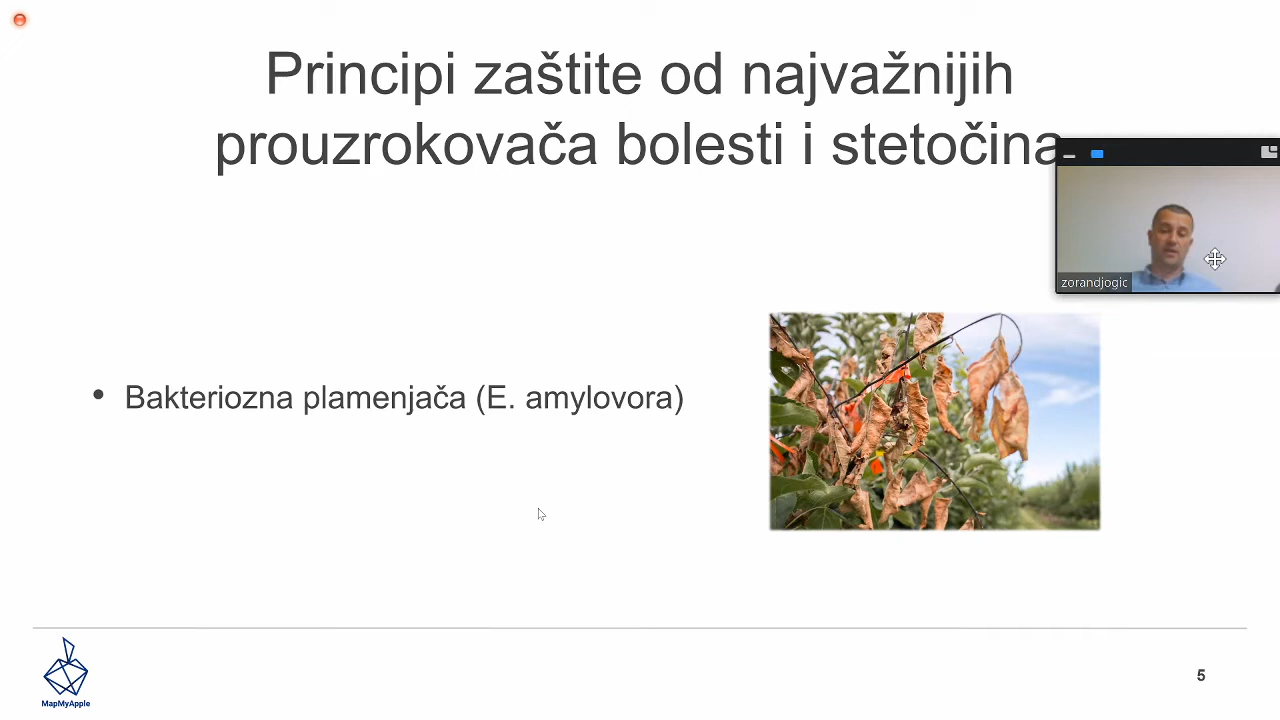 Principi zaštite od najvažnijih
prouzrokovača bolesti i stetočina
zorandjogic
• Bakteriozna plamenjača (E. amylovora)
MapMyApple
5